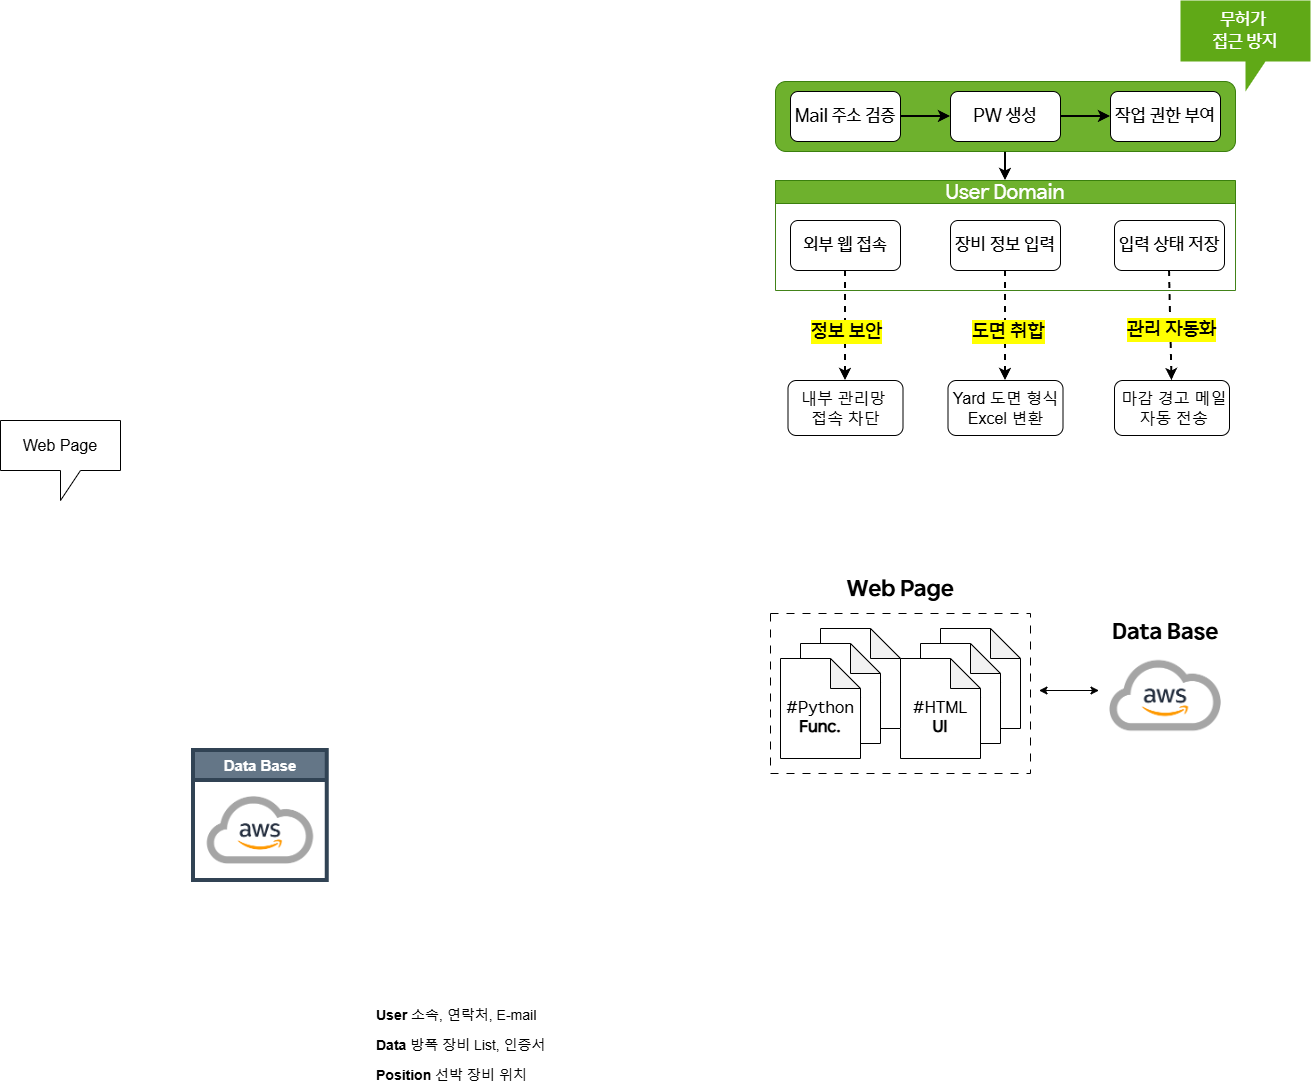 무허가
접근 방지
Mail 주소 검증
PW 생성
작업 권한 부여
User Domain
외부 웹 접속
장비 정보 입력
입력 상태 저장
정보 보안
도면 취합
관리 자동화
내부 관리망
접속 차단
Yard 도면 형식
Excel 변환
마감 경고 메일
자동 전송
Web Page
Web Page
#Python
Func.
#HTML
UI
Data Base
aws
Data Base
aws
User 소속, 연락처, E-mail
Data 방폭 장비 List, 인증서
Position 선박 장비 위치